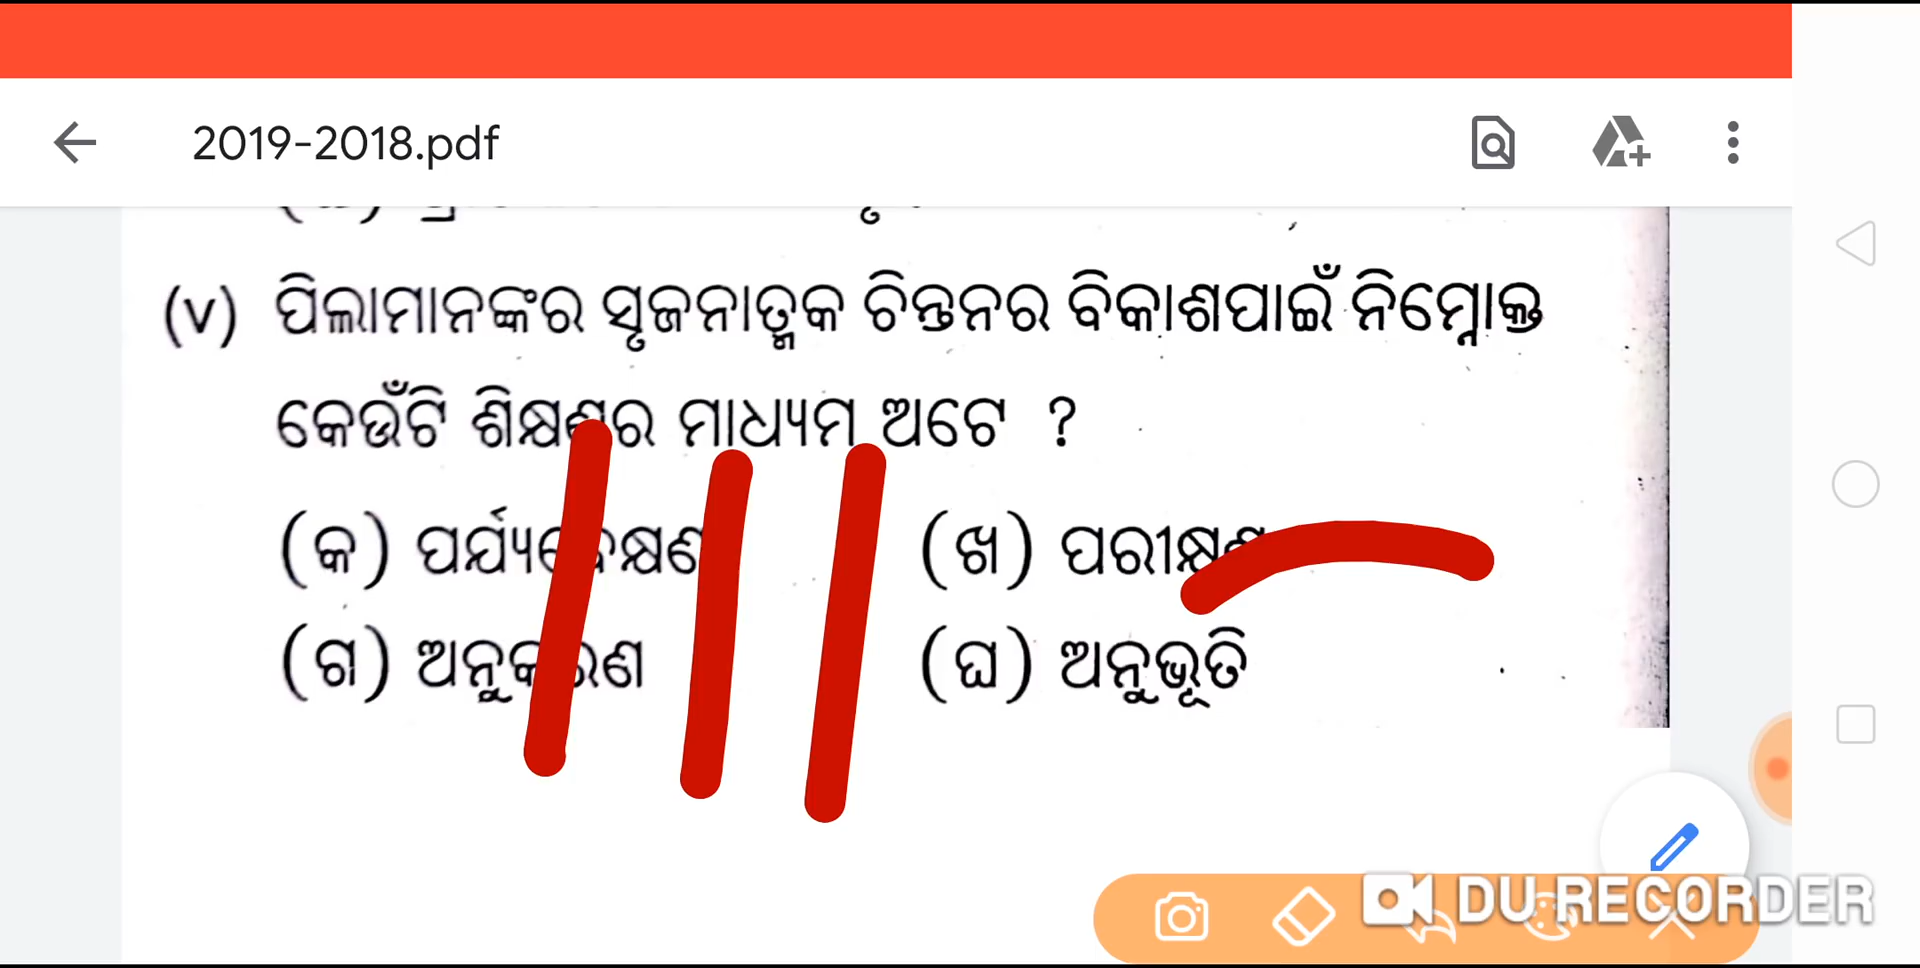 2019-2018.pdf
(v) ପିଲାମାନଙ୍କର ସୃଜନାତ୍ମକ ଚିନ୍ତନର ବିକାଶପାଇଁ ନିମ୍ନୋକ୍ତ
କେଉଁଟି ଶିକ୍ଷଣର ମାଧ୍ୟମ ଅଟେ ?
(କ) ପର୍ଯ୍ୟବେକ୍ଷଣ (ଖ) ପରୀକ୍ଷଣ
(ଗ) ଅନୁକରଣ (ଘ) ଅନୁଭୂତି
DU RECORDER